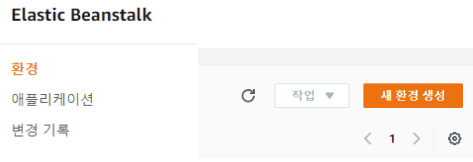 Elastic Beanstalk
환경
애플리케이션
변경 기록
작업 ▼
새 환경 생성
< 1 >